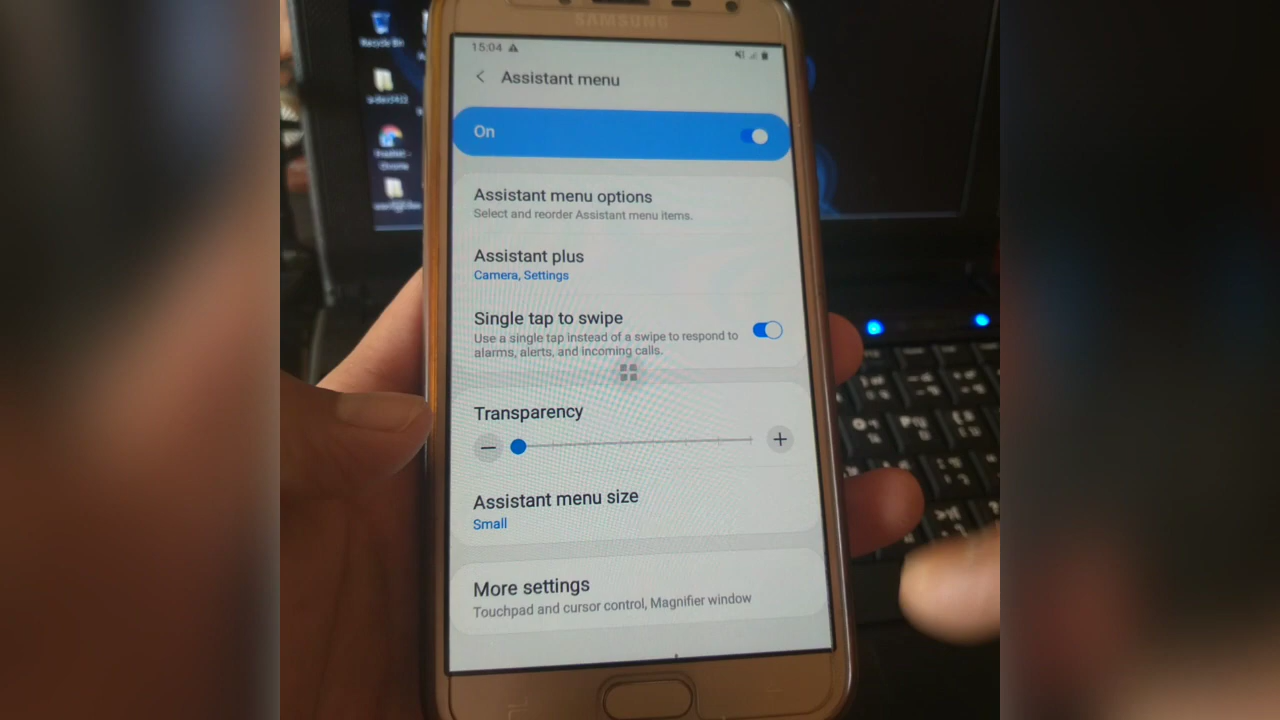 Recycle Bin
SAMSUNG
15:04
Assistant menu
On
Assistant menu options
Select and reorder Assistant menu items.
Assistant plus
Camera, Settings
Single tap to swipe
Use a single tap instead of a swipe to respond to
alarms, alerts, and incoming calls.
Transparency
Assistant menu size
Small
More settings
Touchpad and cursor control, Magnifier window